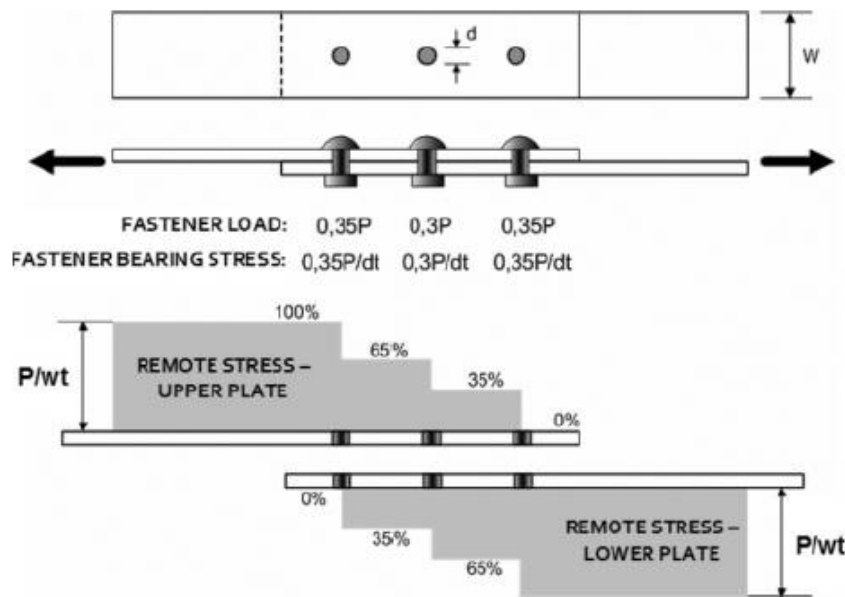 d
W
FASTENER LOAD: 0,35P 0,3P 0,35P
FASTENER BEARING STRESS: 0,35P/dt 0,3P/dt 0,35P/dt
100%
P/wt
REMOTE STRESS –
UPPER PLATE
65%
35%
0%
0%
35%
65%
REMOTE STRESS –
LOWER PLATE
P/wt